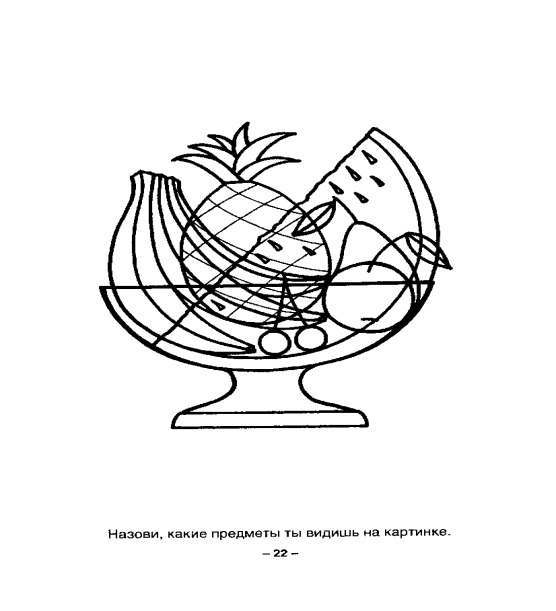 Назови, какие предметы ты видишь на картинке.
– 22 –